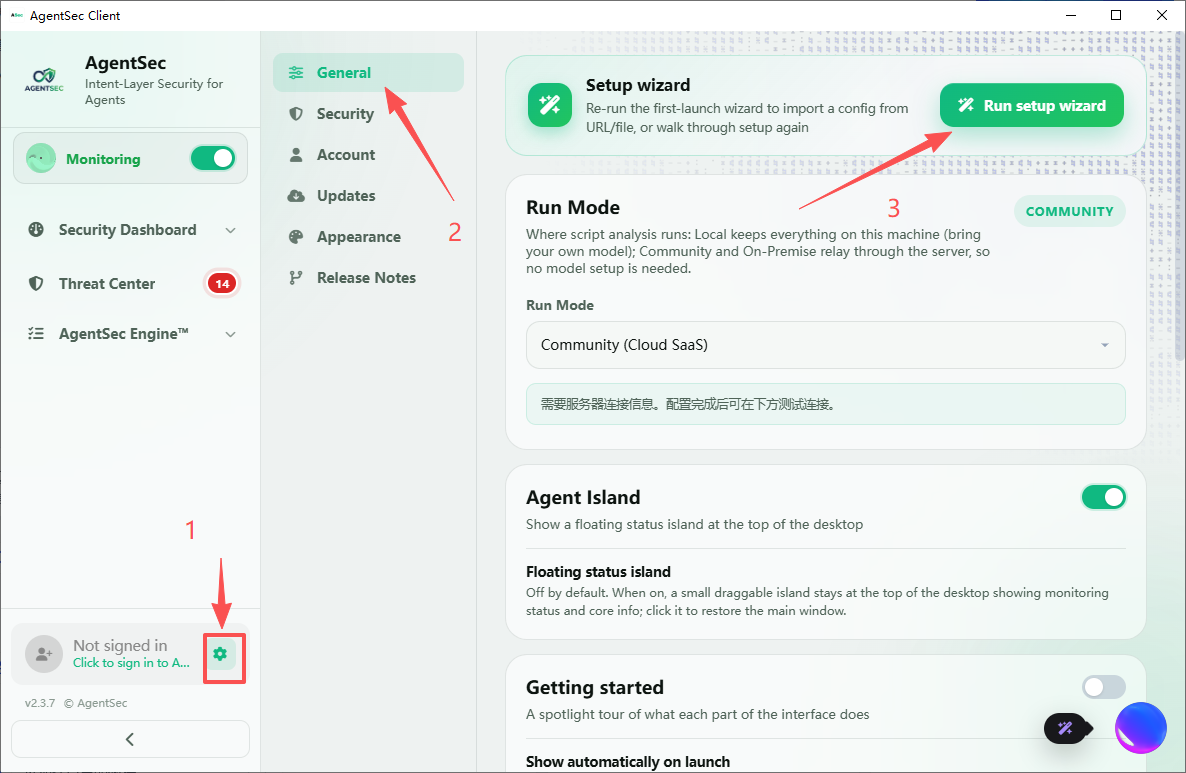 AgentSec Client
AgentSec
Intent-Layer Security for
Agents
AGENTSEC
Monitoring
Security Dashboard
Threat Center
14
AgentSec Engine™
1
Not signed in
Click to sign in to A...
v2.3.7 © AgentSec
General
Security
Account
Updates
Appearance
Release Notes
2
Setup wizard
Re-run the first-launch wizard to import a config from
URL/file, or walk through setup again
Run setup wizard
3
Run Mode
COMMUNITY
Where script analysis runs: Local keeps everything on this machine (bring
your own model); Community and On-Premise relay through the server, so
no model setup is needed.
Run Mode
Community (Cloud SaaS)
需要服务器连接信息。配置完成后可在下方测试连接。
Agent Island
Show a floating status island at the top of the desktop
Floating status island
Off by default. When on, a small draggable island stays at the top of the desktop showing monitoring
status and core info; click it to restore the main window.
Getting started
A spotlight tour of what each part of the interface does
Show automatically on launch